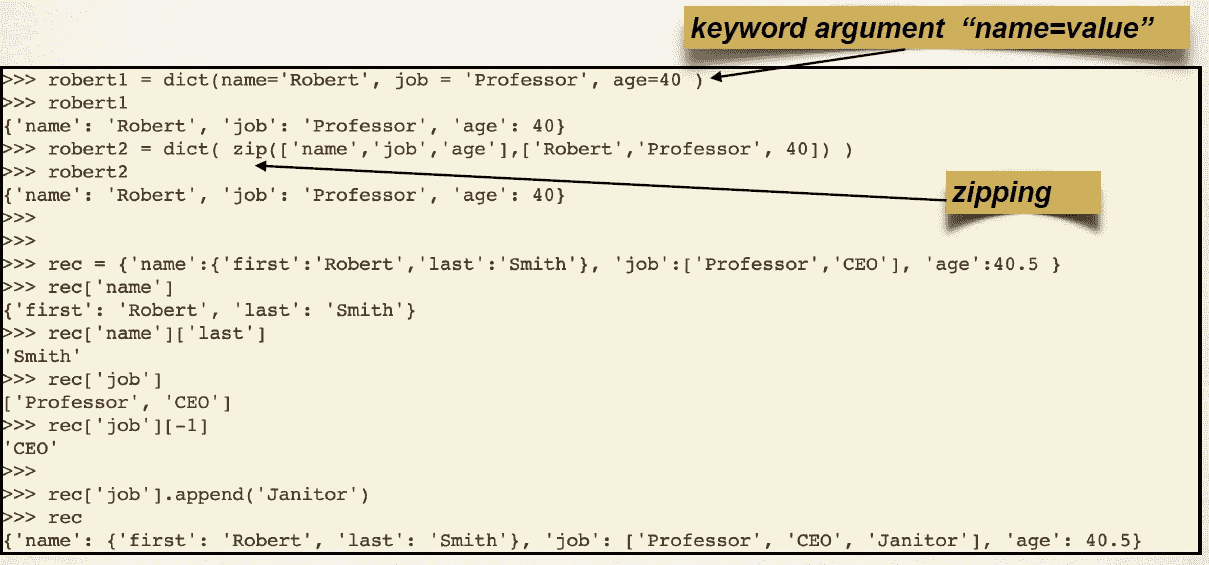 keyword argument “name=value”
>>> robert1 = dict(name='Robert', job = 'Professor', age=40 )
>>> robert1
{'name': 'Robert', 'job': 'Professor', 'age': 40}
>>> robert2 = dict( zip(['name','job','age'],['Robert','Professor', 40]) )
>>> robert2
{'name': 'Robert', 'job': 'Professor', 'age': 40}
zipping
>>>
>>>
>>> rec = {'name':{'first':'Robert','last':'Smith'}, 'job':['Professor','CEO'], 'age':40.5 }
>>> rec['name']
{'first': 'Robert', 'last': 'Smith'}
>>> rec['name']['last']
'Smith'
>>> rec['job']
['Professor', 'CEO']
>>> rec['job'][-1]
'CEO'
>>>
>>> rec['job'].append('Janitor')
>>> rec
{'name': {'first': 'Robert', 'last': 'Smith'}, 'job': ['Professor', 'CEO', 'Janitor'], 'age': 40.5}